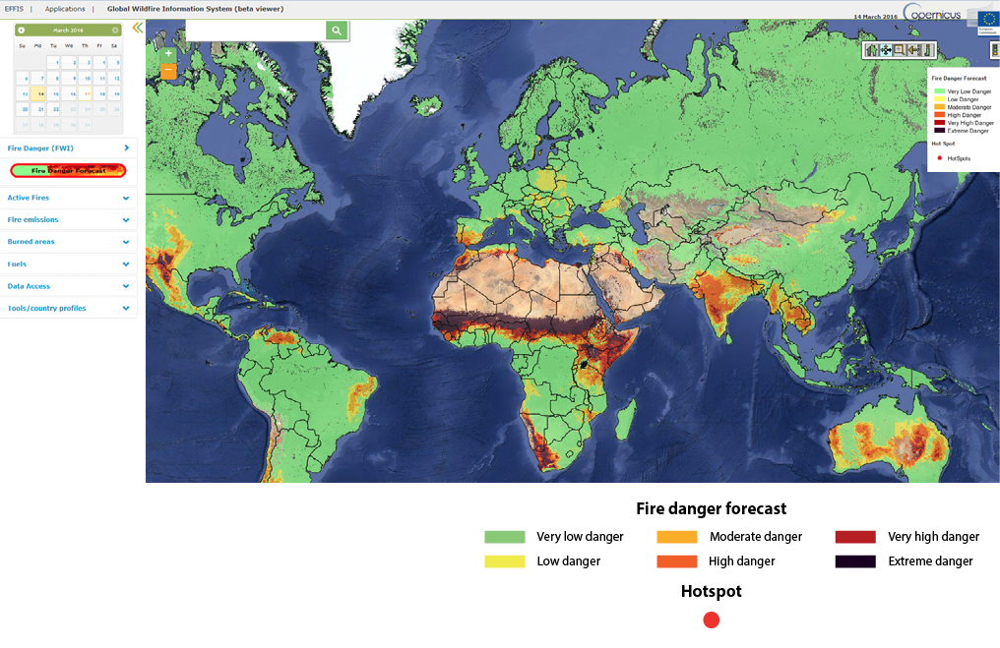 EFFIS | Applications | Global Wildfire Information System (beta viewer)
14 March 2016
opernicus
European
Commission
March 2016
Su Mo Tu We Th Fr Sa
1 2 3 4 5
6 7 8 9 10 11 12
13 14 15 16 17 18 19
20 21 22 23 24 25 26
27 28 29 30 31
Fire Danger (FWI)
Fire Danger Forecast
Active Fires
Fire emissions
Burned areas
Fuels
Data Access
Tools/country profiles
+
−
Fire Danger Forecast
Very Low Danger
Low Danger
Moderate Danger
High Danger
Very High Danger
Extreme Danger
Hot Spot
HotSpots
Fire danger forecast
Very low danger
Moderate danger
Very high danger
Low danger
High danger
Extreme danger
Hotspot